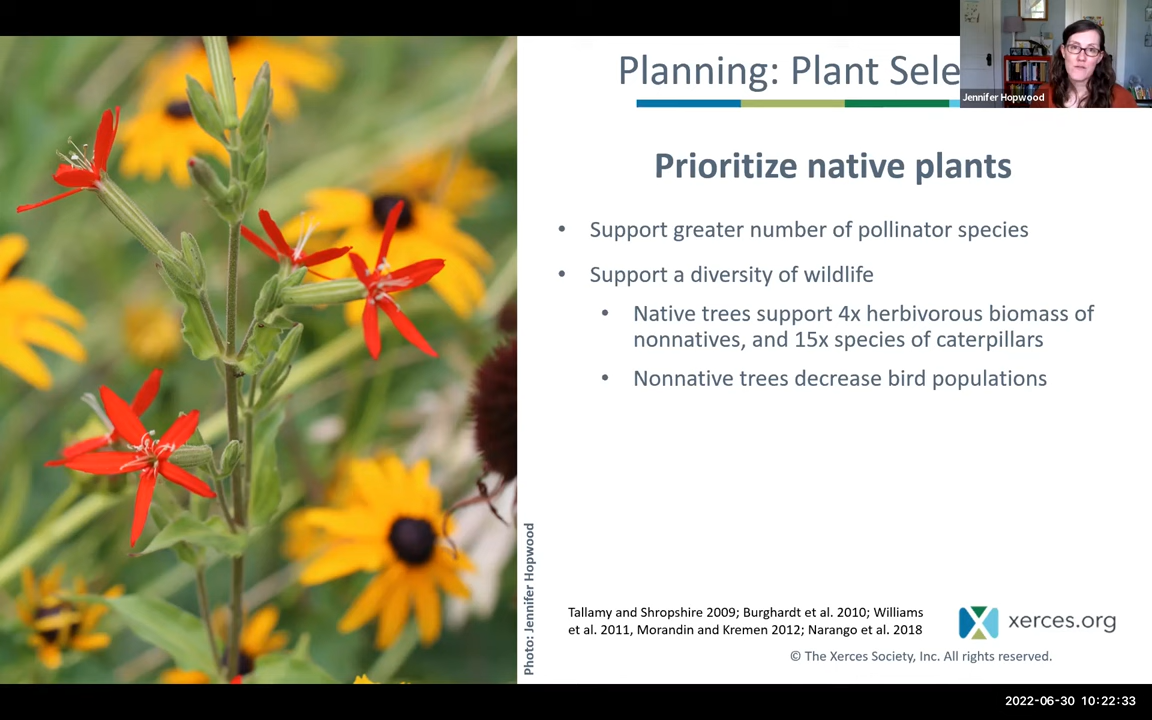 Planning: Plant Sele
Jennifer Hopwood
Prioritize native plants
• Support greater number of pollinator species
• Support a diversity of wildlife
• Native trees support 4x herbivorous biomass of
nonnatives, and 15x species of caterpillars
• Nonnative trees decrease bird populations
Photo: Jennifer Hopwood
Tallamy and Shropshire 2009; Burghardt et al. 2010; Williams
et al. 2011, Morandin and Kremen 2012; Narango et al. 2018
xerces.org
© The Xerces Society, Inc. All rights reserved.
2022-06-30 10:22:33